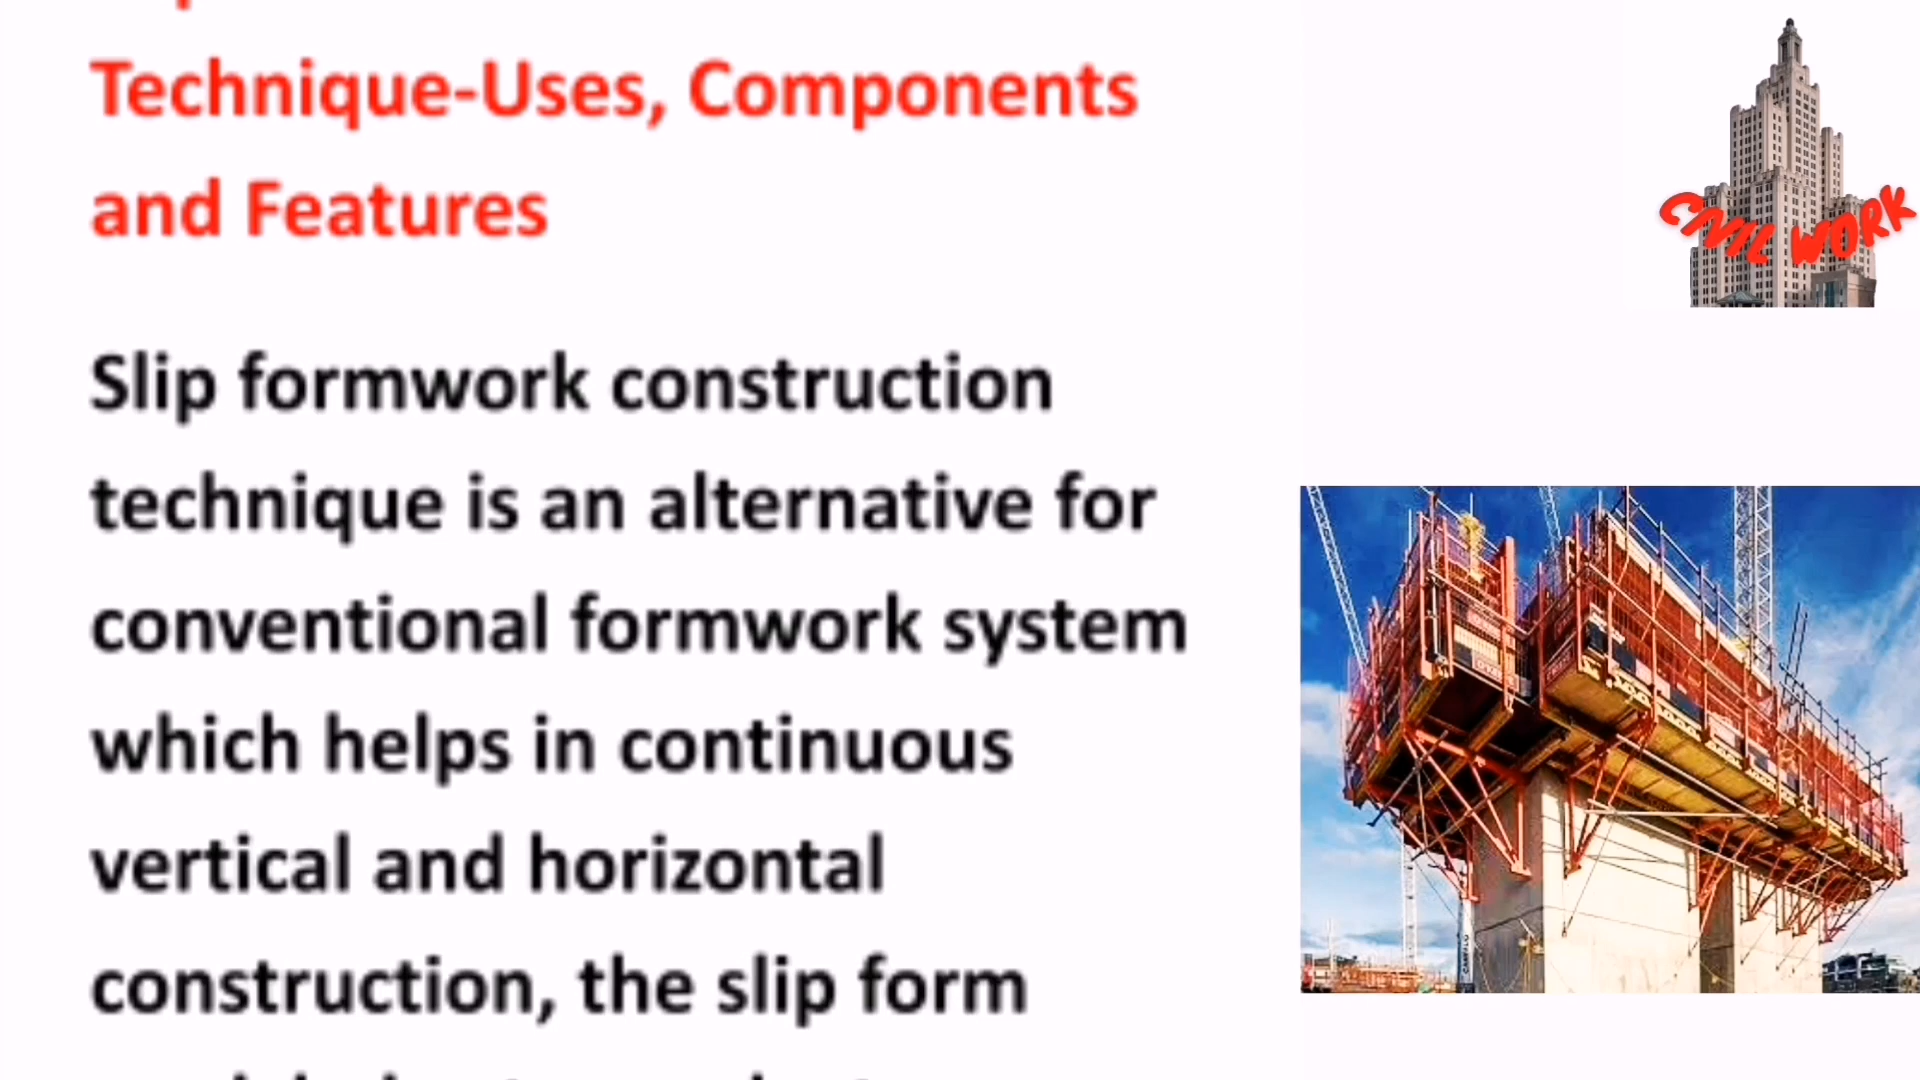 Technique-Uses, Components
and Features
CIVIL WORK
Slip formwork construction
technique is an alternative for
conventional formwork system
which helps in continuous
vertical and horizontal
construction, the slip form